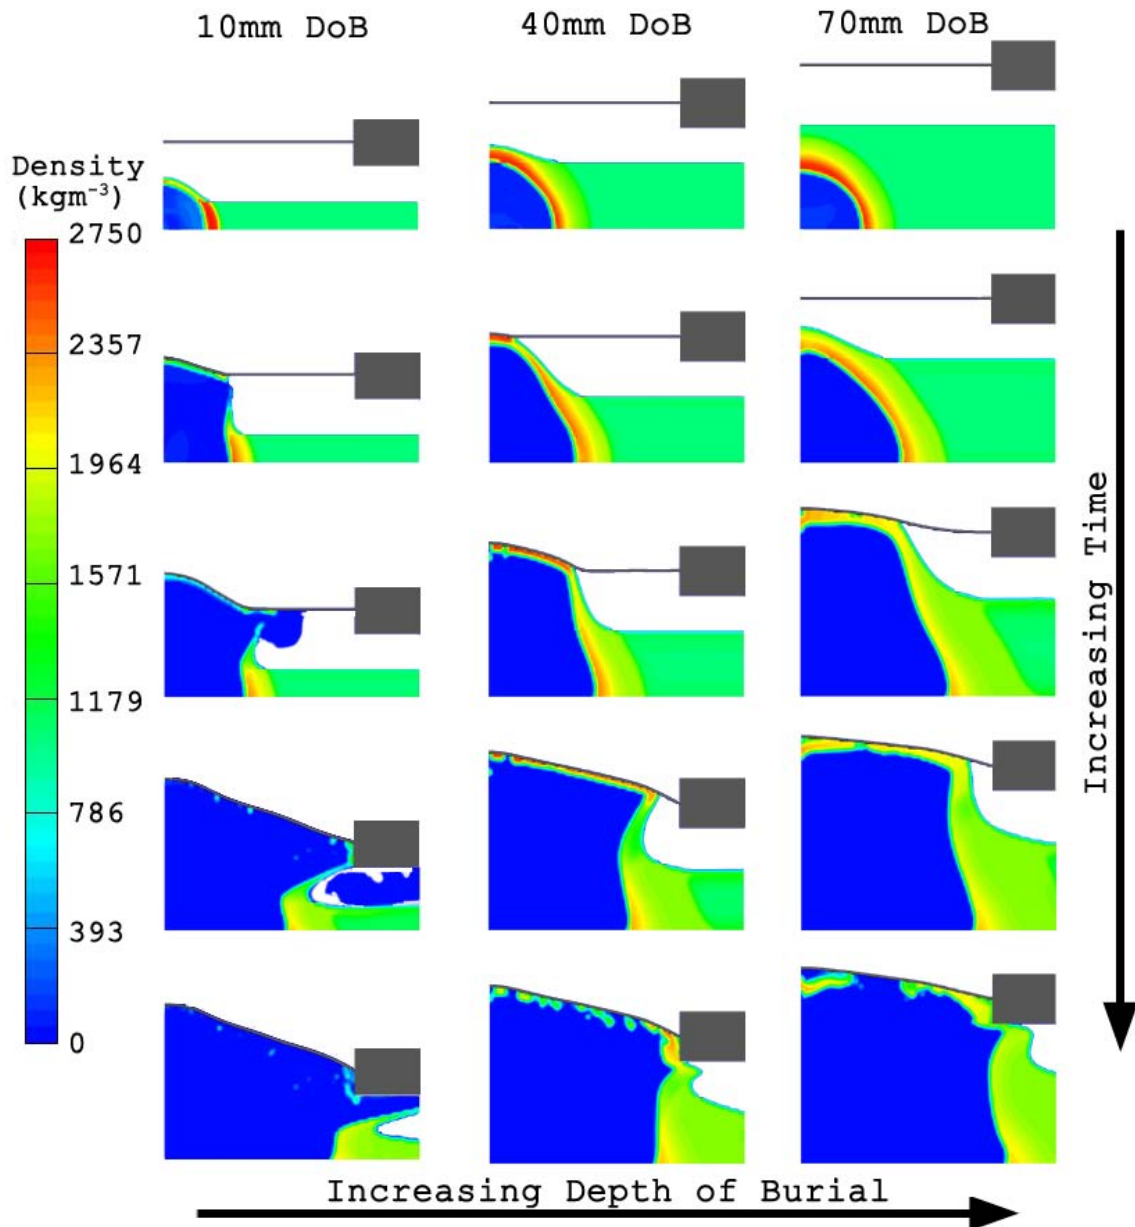 10mm DoB
40mm DoB
70mm DoB
Density
(kgm⁻³)
2750
2357
1964
1571
1179
786
393
0
Increasing Time
Increasing Depth of Burial